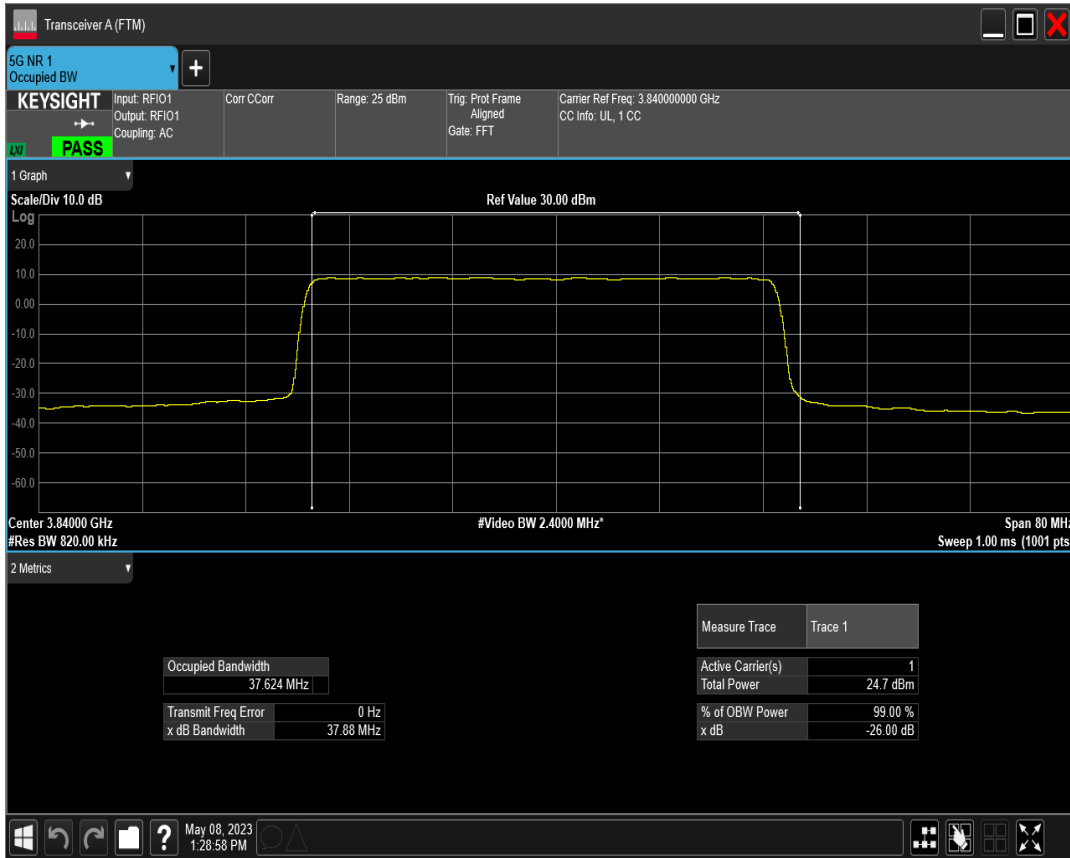 Transceiver A (FTM)
5G NR 1
Occupied BW
+
KEYSIGHT
LXI
PASS
Input: RFIO1
Output: RFIO1
Coupling: AC
Corr CCorr
Range: 25 dBm
Trig: Prot Frame
Aligned
Gate: FFT
Carrier Ref Freq: 3.840000000 GHz
CC Info: UL, 1 CC
1 Graph
Scale/Div 10.0 dB
Ref Value 30.00 dBm
Log
20.0
10.0
0.00
-10.0
-20.0
-30.0
-40.0
-50.0
-60.0
Center 3.84000 GHz
#Video BW 2.4000 MHz*
Span 80 MHz
#Res BW 820.00 kHz
Sweep 1.00 ms (1001 pts
2 Metrics
Measure Trace Trace 1
Occupied Bandwidth
37.624 MHz
Active Carrier(s) 1
Total Power 24.7 dBm
Transmit Freq Error 0 Hz
x dB Bandwidth 37.88 MHz
% of OBW Power 99.00 %
x dB -26.00 dB
?
May 08, 2023
1:28:58 PM